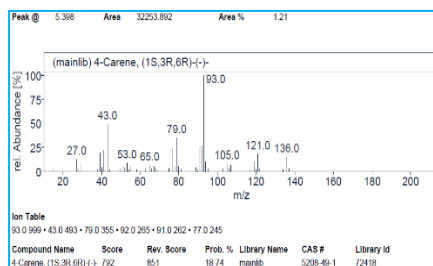 Peak @ 5.398 Area 32253.892 Area % 1.21
(mainlib) 4-Carene, (1S,3R,6R)-(-)-
rel. Abundance [%]
100
75
50
25
0
93.0
43.0
79.0
27.0
53.0
65.0
105.0
121.0
136.0
20 40 60 80 100 120 140 160 180 200
m/z
Ion Table
93.0 999 • 43.0 493 • 79.0 355 • 92.0 265 • 91.0 262 • 77.0 245
Compound Name Score Rev. Score Prob. % Library Name CAS # Library Id
4-Carene, (1S,3R,6R)-(-)- 792 851 18.74 mainlib 5208-49-1 72418